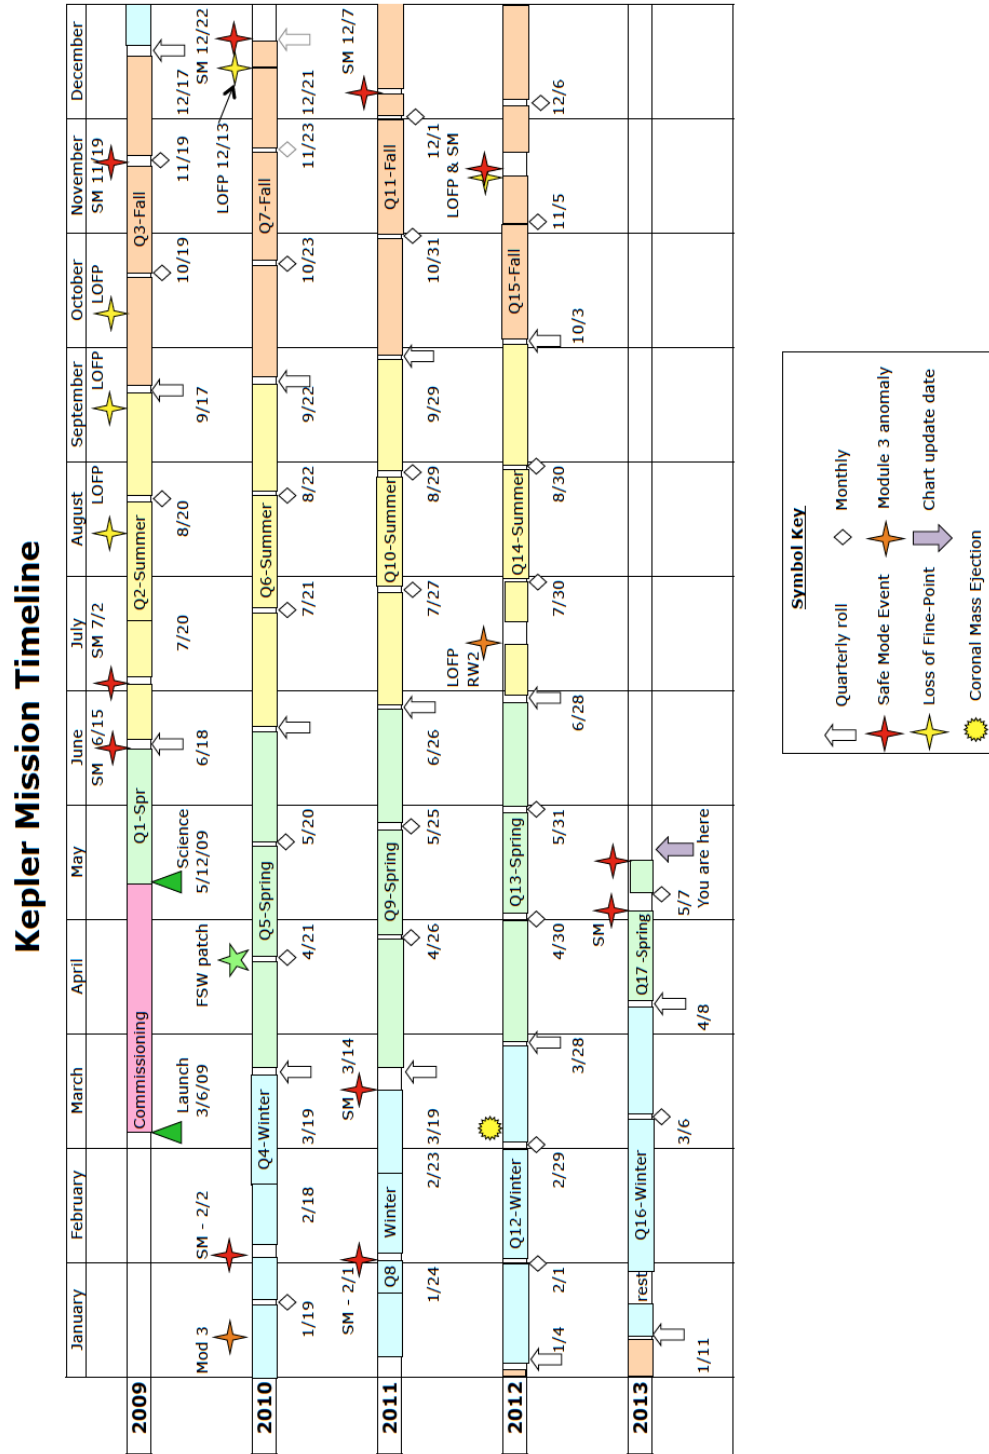 Kepler Mission Timeline
January February March April May June July August September October November December
2009
SM 6/15 SM 7/2 LOFP LOFP LOFP SM 11/19
Commissioning Q1-Spr Q2-Summer Q3-Fall
Launch
3/6/09
Science
5/12/09
6/18 7/20 8/20 9/17 10/19 11/19 12/17
2010
Mod 3 SM - 2/2 FSW patch LOFP 12/13 SM 12/22
Q4-Winter Q5-Spring Q6-Summer Q7-Fall
1/19 2/18 3/19 4/21 5/20 7/21 8/22 9/22 10/23 11/23 12/21
2011
SM - 2/1 SM 3/14 SM 12/7
Q8 Winter Q9-Spring Q10-Summer Q11-Fall
1/24 2/23 3/19 4/26 5/25 6/26 7/27 8/29 9/29 10/31 12/1
2012
LOFP
RW2
LOFP & SM
Q12-Winter Q13-Spring Q14-Summer Q15-Fall
1/4 2/1 2/29 3/28 4/30 5/31 6/28 7/30 8/30 10/3 11/5 12/6
2013
SM
rest Q16-Winter Q17-Spring
1/11 3/6 4/8 5/7
You are here
Symbol Key
Quarterly roll
Monthly
Safe Mode Event
Module 3 anomaly
Loss of Fine-Point
Chart update date
Coronal Mass Ejection